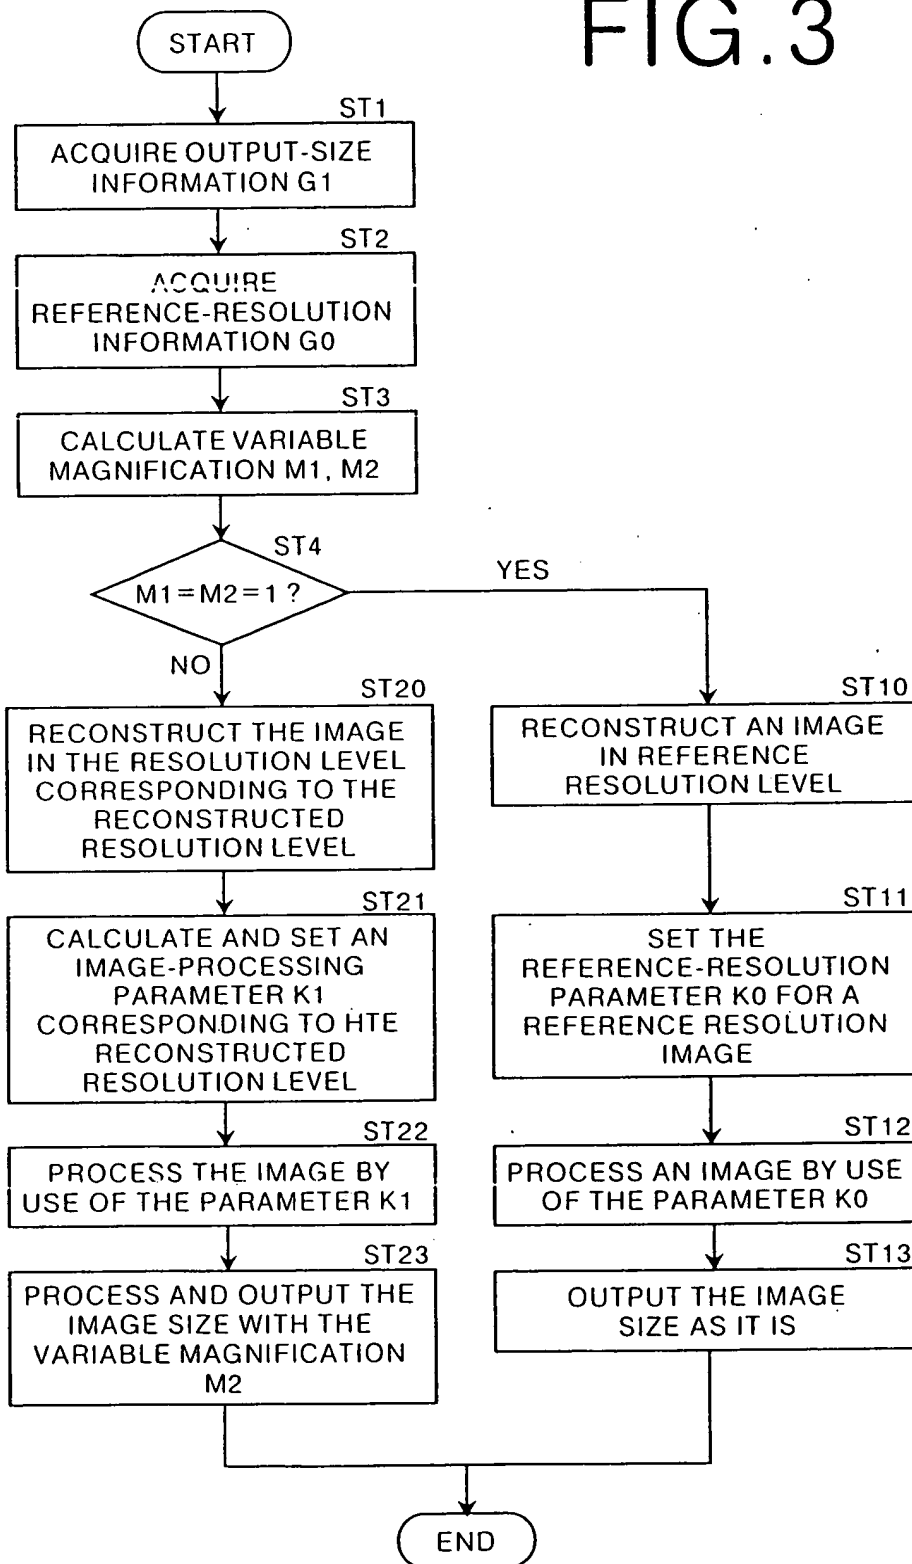 FIG.3
START
ST1
ACQUIRE OUTPUT-SIZE
INFORMATION G1
ST2
ACQUIRE
REFERENCE-RESOLUTION
INFORMATION G0
ST3
CALCULATE VARIABLE
MAGNIFICATION M1, M2
ST4
M1=M2=1 ?
YES
NO
ST20
RECONSTRUCT THE IMAGE
IN THE RESOLUTION LEVEL
CORRESPONDING TO THE
RECONSTRUCTED
RESOLUTION LEVEL
ST21
CALCULATE AND SET AN
IMAGE-PROCESSING
PARAMETER K1
CORRESPONDING TO HTE
RECONSTRUCTED
RESOLUTION LEVEL
ST22
PROCESS THE IMAGE BY
USE OF THE PARAMETER K1
ST23
PROCESS AND OUTPUT THE
IMAGE SIZE WITH THE
VARIABLE MAGNIFICATION
M2
ST10
RECONSTRUCT AN IMAGE
IN REFERENCE
RESOLUTION LEVEL
ST11
SET THE
REFERENCE-RESOLUTION
PARAMETER K0 FOR A
REFERENCE RESOLUTION
IMAGE
ST12
PROCESS AN IMAGE BY USE
OF THE PARAMETER K0
ST13
OUTPUT THE IMAGE
SIZE AS IT IS
END